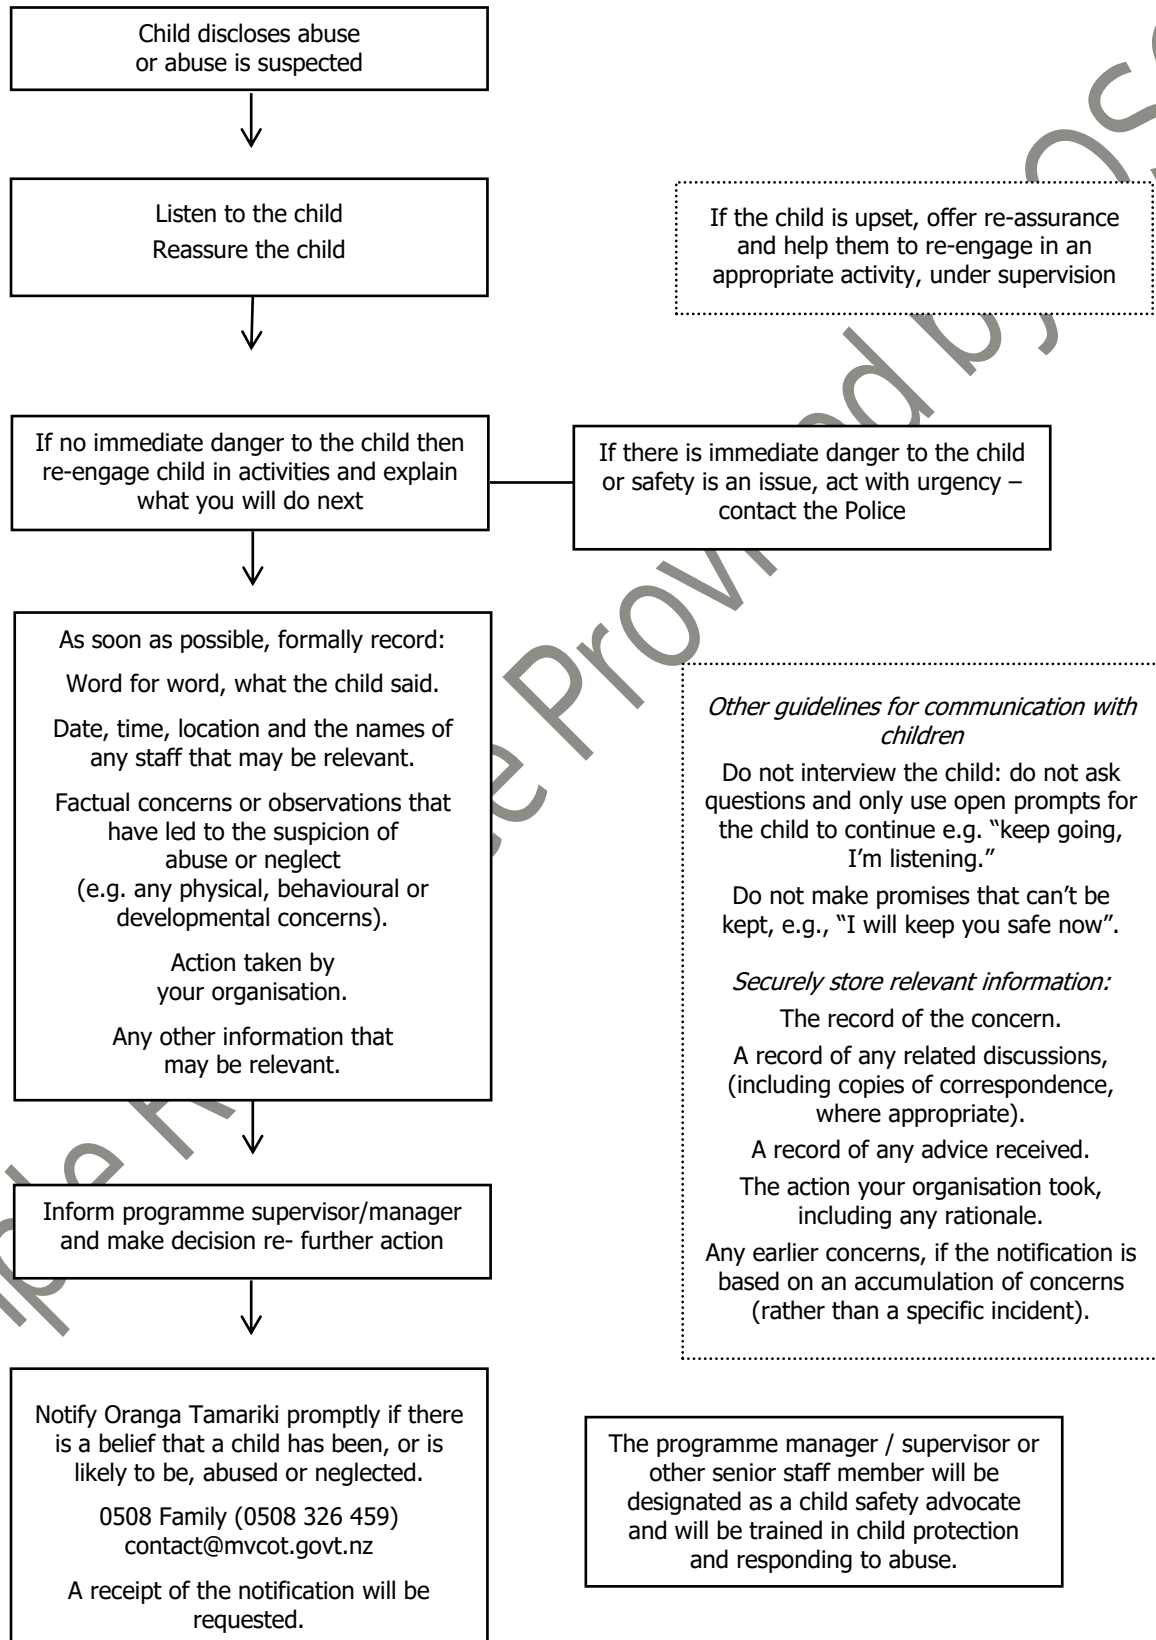 Child discloses abuse
or abuse is suspected
Listen to the child
Reassure the child
If the child is upset, offer re-assurance
and help them to re-engage in an
appropriate activity, under supervision
If no immediate danger to the child then
re-engage child in activities and explain
what you will do next
If there is immediate danger to the child
or safety is an issue, act with urgency –
contact the Police
As soon as possible, formally record:
Word for word, what the child said.
Date, time, location and the names of
any staff that may be relevant.
Factual concerns or observations that
have led to the suspicion of
abuse or neglect
(e.g. any physical, behavioural or
developmental concerns).
Action taken by
your organisation.
Any other information that
may be relevant.
Other guidelines for communication with
children
Do not interview the child: do not ask
questions and only use open prompts for
the child to continue e.g. “keep going,
I’m listening.”
Do not make promises that can’t be
kept, e.g., “I will keep you safe now”.
Securely store relevant information:
The record of the concern.
A record of any related discussions,
(including copies of correspondence,
where appropriate).
A record of any advice received.
The action your organisation took,
including any rationale.
Any earlier concerns, if the notification is
based on an accumulation of concerns
(rather than a specific incident).
Inform programme supervisor/manager
and make decision re- further action
Notify Oranga Tamariki promptly if there
is a belief that a child has been, or is
likely to be, abused or neglected.
0508 Family (0508 326 459)
contact@mvcot.govt.nz
A receipt of the notification will be
requested.
The programme manager / supervisor or
other senior staff member will be
designated as a child safety advocate
and will be trained in child protection
and responding to abuse.